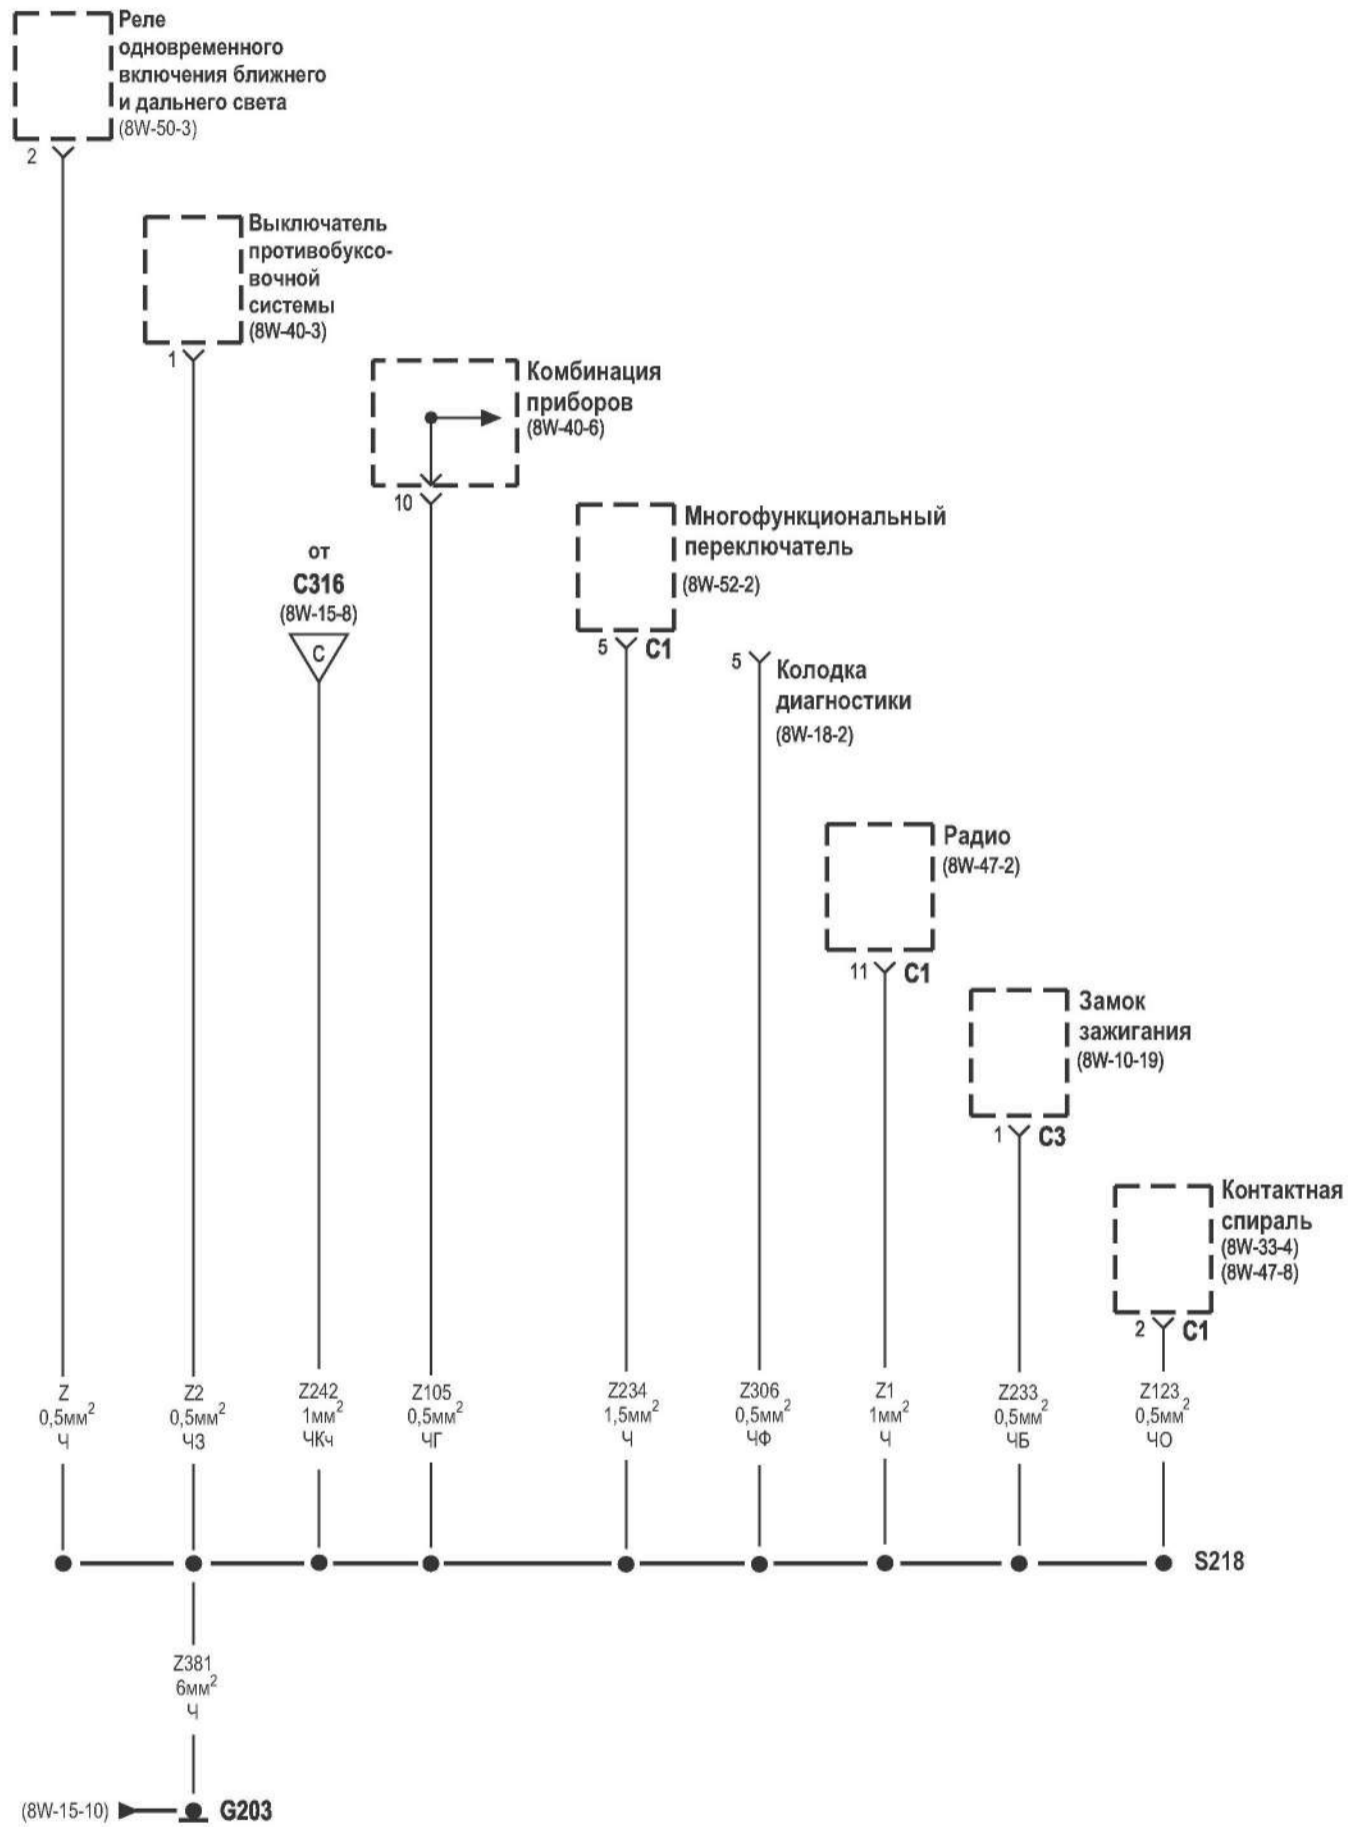 Реле
одновременного
включения ближнего
и дальнего света
(8W-50-3)
2
Выключатель
противобуксо-
вочной
системы
(8W-40-3)
1
Комбинация
приборов
(8W-40-6)
10
от
C316
(8W-15-8)
C
Многофункциональный
переключатель
(8W-52-2)
5 C1
5
Колодка
диагностики
(8W-18-2)
Радио
(8W-47-2)
11 C1
Замок
зажигания
(8W-10-19)
1 C3
Контактная
спираль
(8W-33-4)
(8W-47-8)
2 C1
Z
0,5мм²
Ч
Z2
0,5мм²
ЧЗ
Z242
1мм²
ЧКч
Z105
0,5мм²
ЧГ
Z234
1,5мм²
Ч
Z306
0,5мм²
ЧФ
Z1
1мм²
Ч
Z233
0,5мм²
ЧБ
Z123
0,5мм²
ЧО
S218
Z381
6мм²
Ч
(8W-15-10) G203